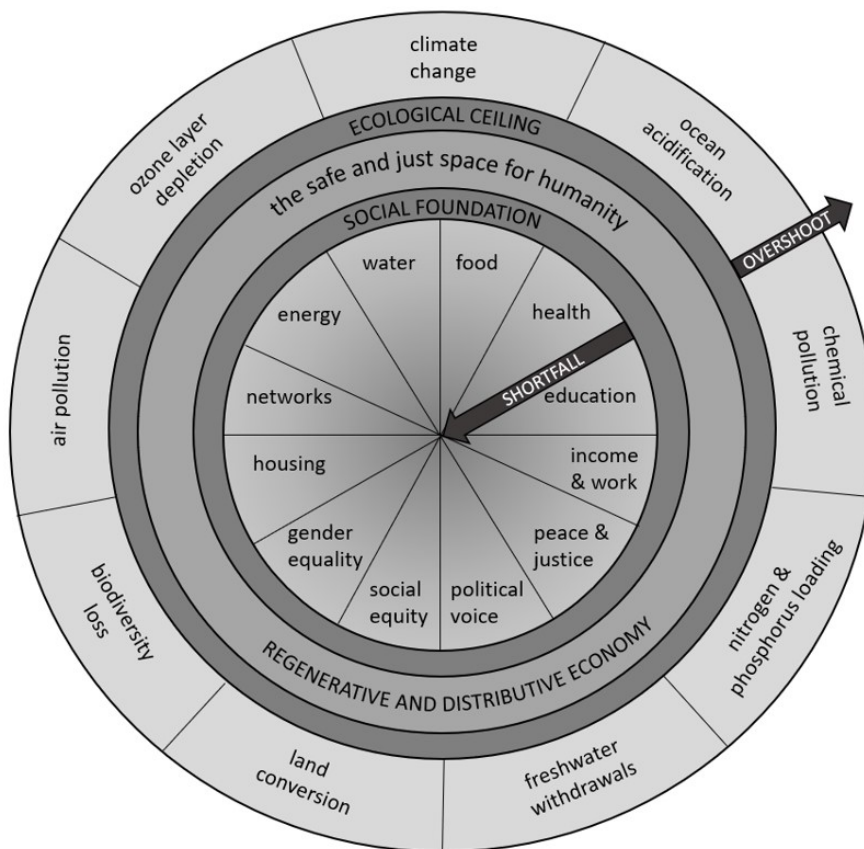 climate
change
ocean
acidification
chemical
pollution
nitrogen &
phosphorus loading
freshwater
withdrawals
land
conversion
biodiversity
loss
air pollution
ozone layer
depletion
ECOLOGICAL CEILING
the safe and just space for humanity
SOCIAL FOUNDATION
OVERSHOOT
water
food
energy
health
SHORTFALL
networks
education
housing
income
& work
gender
equality
peace &
justice
social
equity
political
voice
REGENERATIVE AND DISTRIBUTIVE ECONOMY